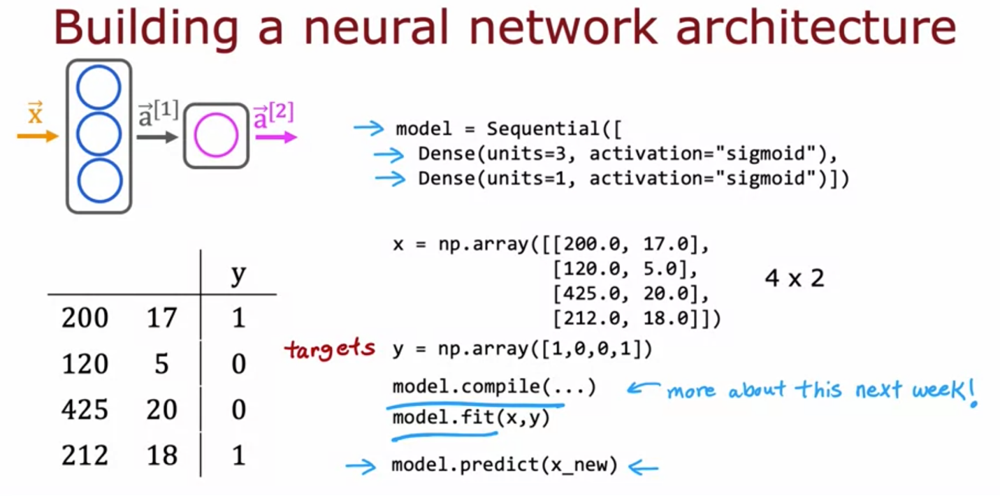 Building a neural network architecture
x⃗
a⃗[1]
a⃗[2]
→ model = Sequential([
→ Dense(units=3, activation="sigmoid"),
→ Dense(units=1, activation="sigmoid")])
y
200 17 1
120 5 0
425 20 0
212 18 1
x = np.array([[200.0, 17.0],
[120.0, 5.0],
[425.0, 20.0],
[212.0, 18.0]])
4 x 2
targets y = np.array([1,0,0,1])
model.compile(...) ← more about this next week!
model.fit(x,y)
→ model.predict(x_new) ←